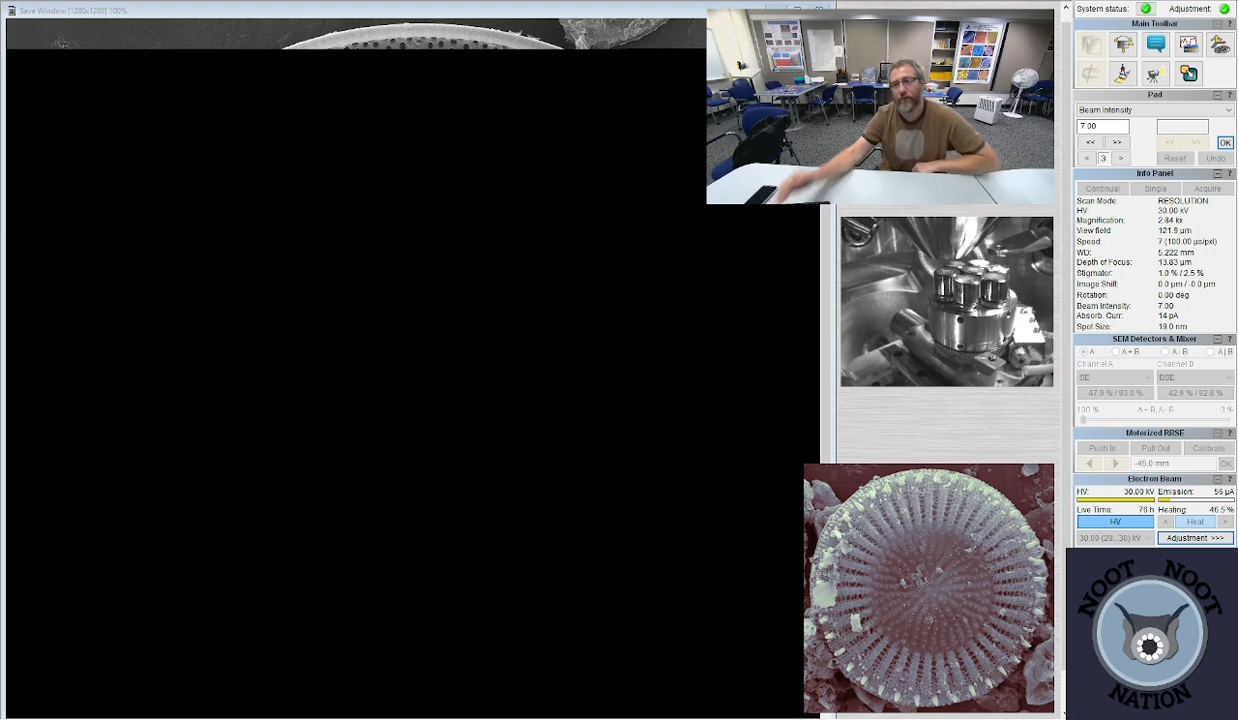 Save Window [1280x1280] 100%
System status: Adjustment:
Main Toolbar
Pad
Beam Intensity
7.00
<< >> << >> OK
< 3 > Reset Undo
Info Panel
Continual Single Acquire
Scan Mode: RESOLUTION
HV: 30.00 kV
Magnification: 2.84 kx
View field 121.9 µm
Speed: 7 (100.00 µs/pxl)
WD: 5.222 mm
Depth of Focus: 13.83 µm
Stigmator: 1.0 % / 2.5 %
Image Shift: 0.0 µm / -0.0 µm
Rotation: 0.00 deg
Beam Intensity: 7.00
Absorb. Curr: 14 pA
Spot Size: 19.0 nm
SEM Detectors & Mixer
A A + B A - B A | B
Channel A Channel B
SE BSE
100 % A + B, A - B 0 %
Motorized RBSE
Push In Pull Out Calibrate
-45.0 mm OK
Electron Beam
HV: 30.00 kV Emission: 56 µA
Live Time: 76 h Heating: 46.5 %
HV < Heat >
30.00 (20...30) kV Adjustment >>>
NOOT NOOT
NATION